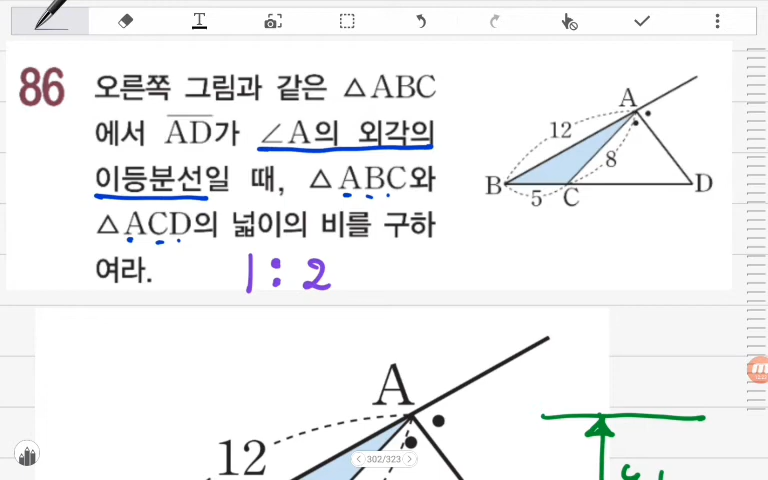 T
86 오른쪽 그림과 같은 △ABC
에서 AD가 ∠A의 외각의
이등분선일 때, △ABC와
△ACD의 넓이의 비를 구하
여라.
1 : 2
A
12
8
B
5
C
D
A
12
302/323